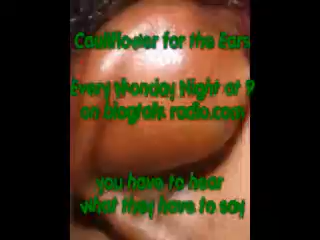 Cauliflower for the Ears
Every Monday Night at 9
on blogtalk radio.com
you have to hear
what they have to say